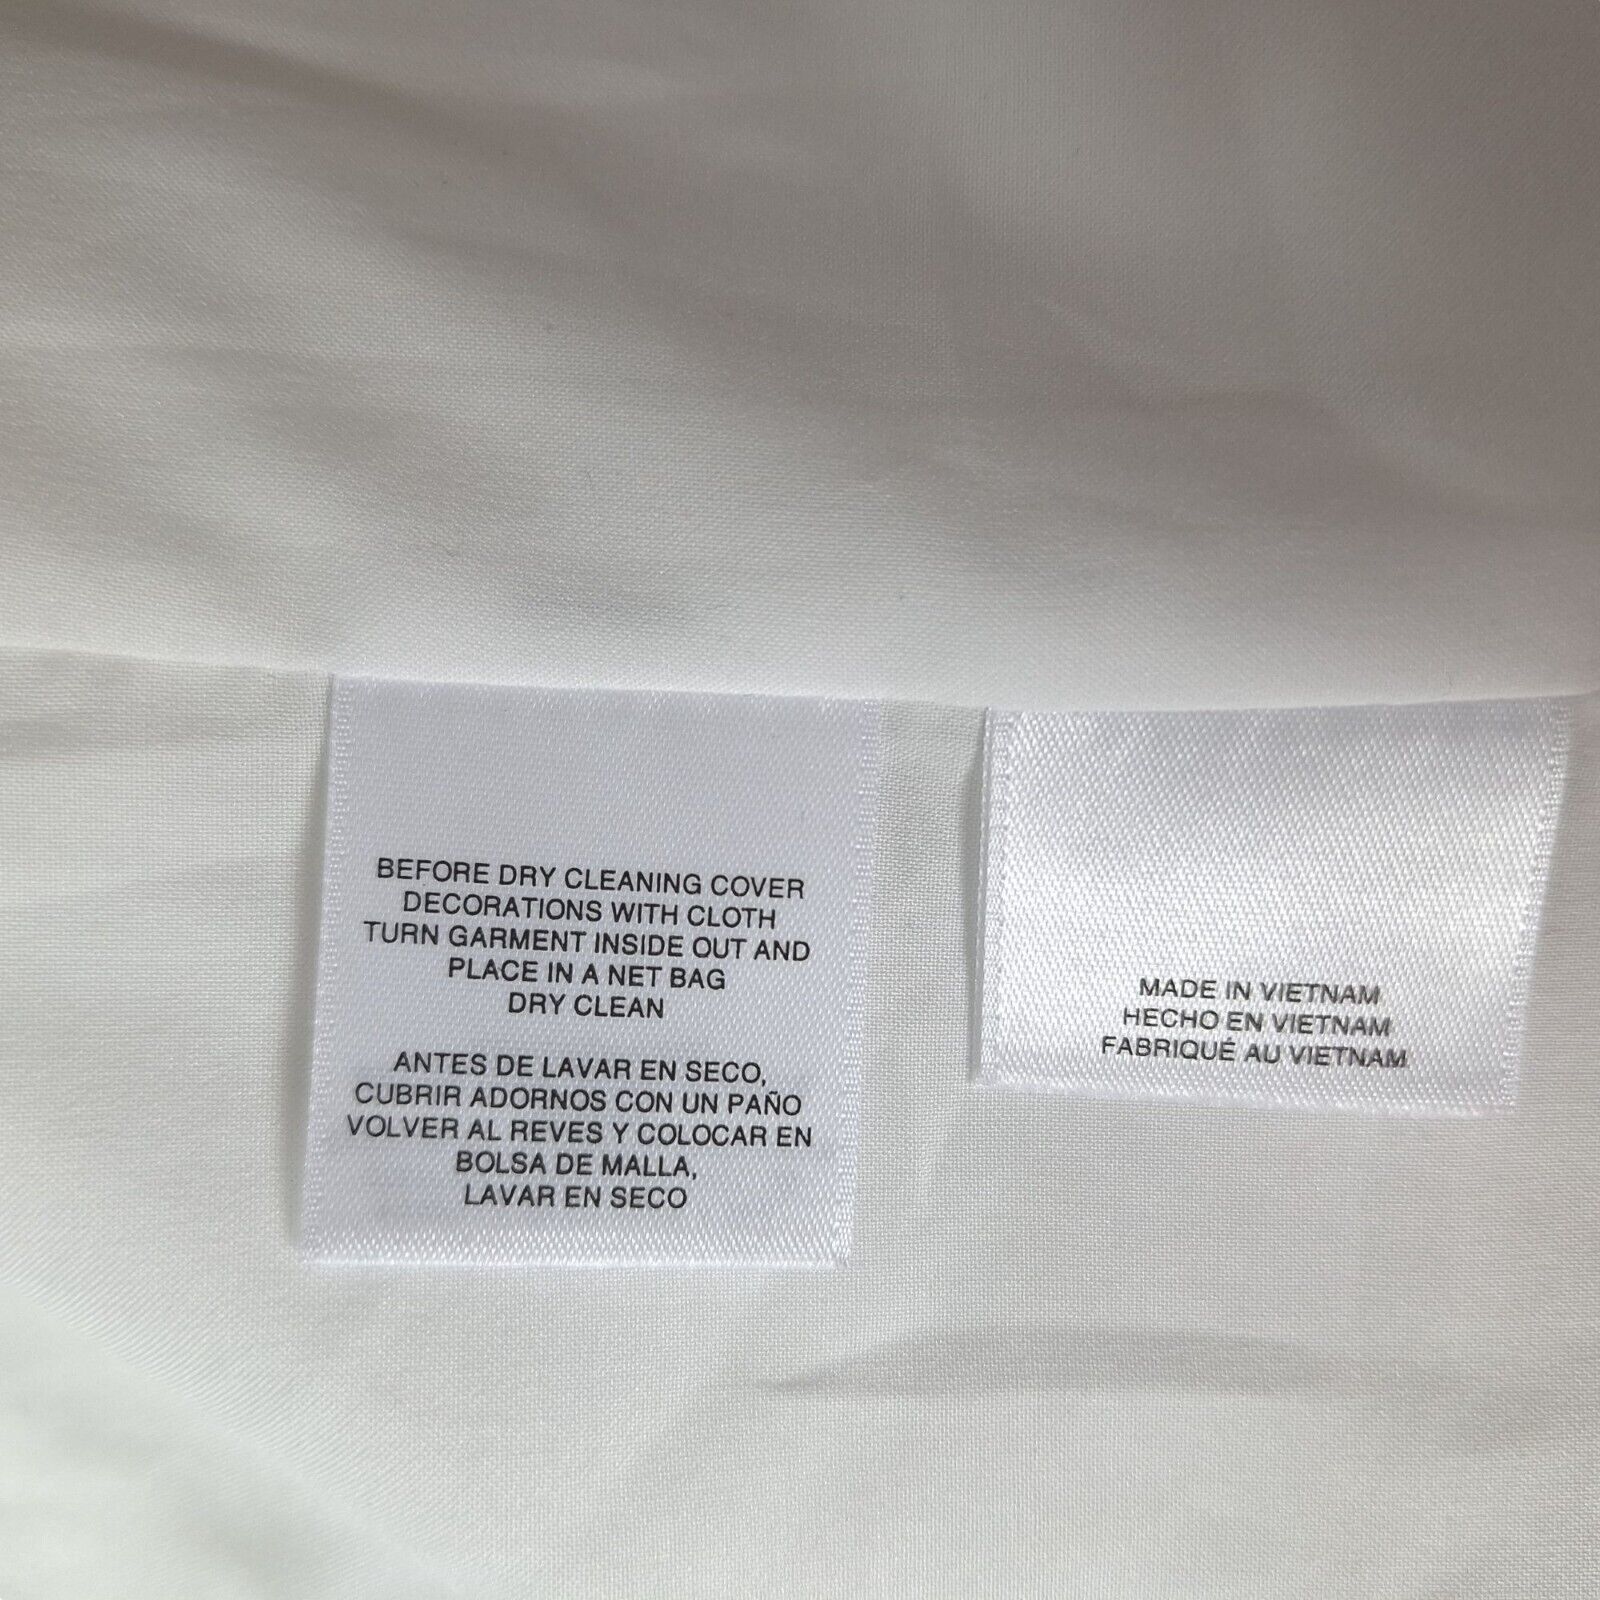 BEFORE DRY CLEANING COVER
DECORATIONS WITH CLOTH
TURN GARMENT INSIDE OUT AND
PLACE IN A NET BAG
DRY CLEAN
ANTES DE LAVAR EN SECO,
CUBRIR ADORNOS CON UN PAÑO
VOLVER AL REVES Y COLOCAR EN
BOLSA DE MALLA,
LAVAR EN SECO
MADE IN VIETNAM
HECHO EN VIETNAM
FABRIQUÉ AU VIETNAM